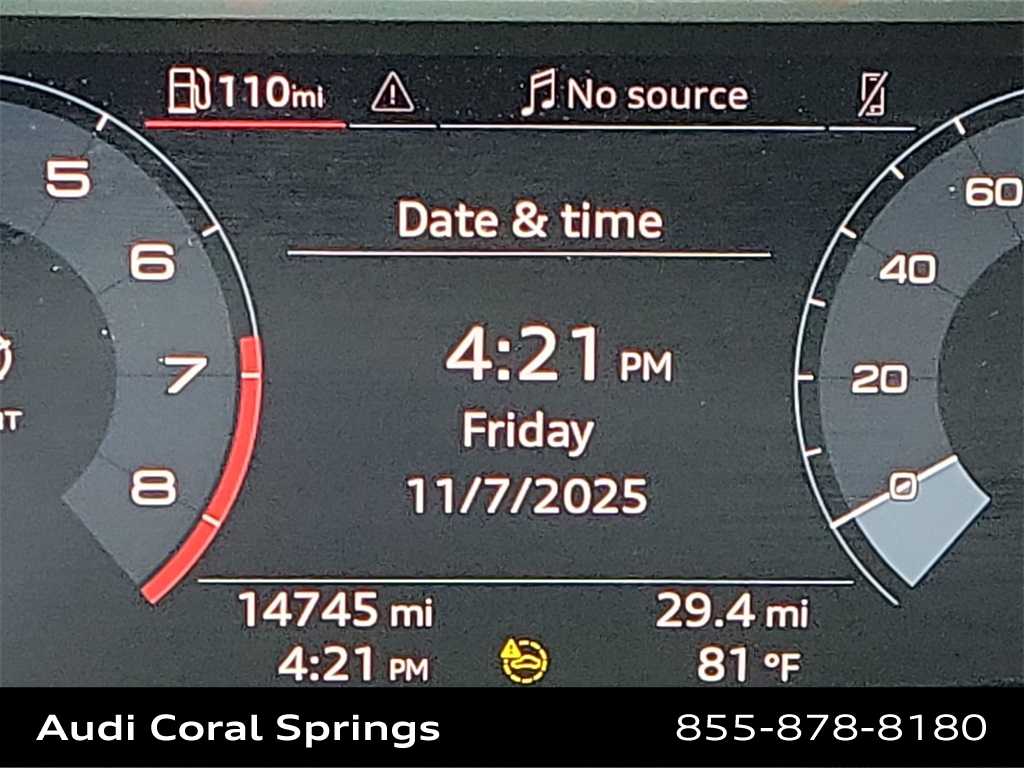 110mi No source
Date & time
5
6
7
8
60
40
20
0
4:21 PM
Friday
11/7/2025
14745 mi 29.4 mi
4:21 PM 81 °F
Audi Coral Springs 855-878-8180